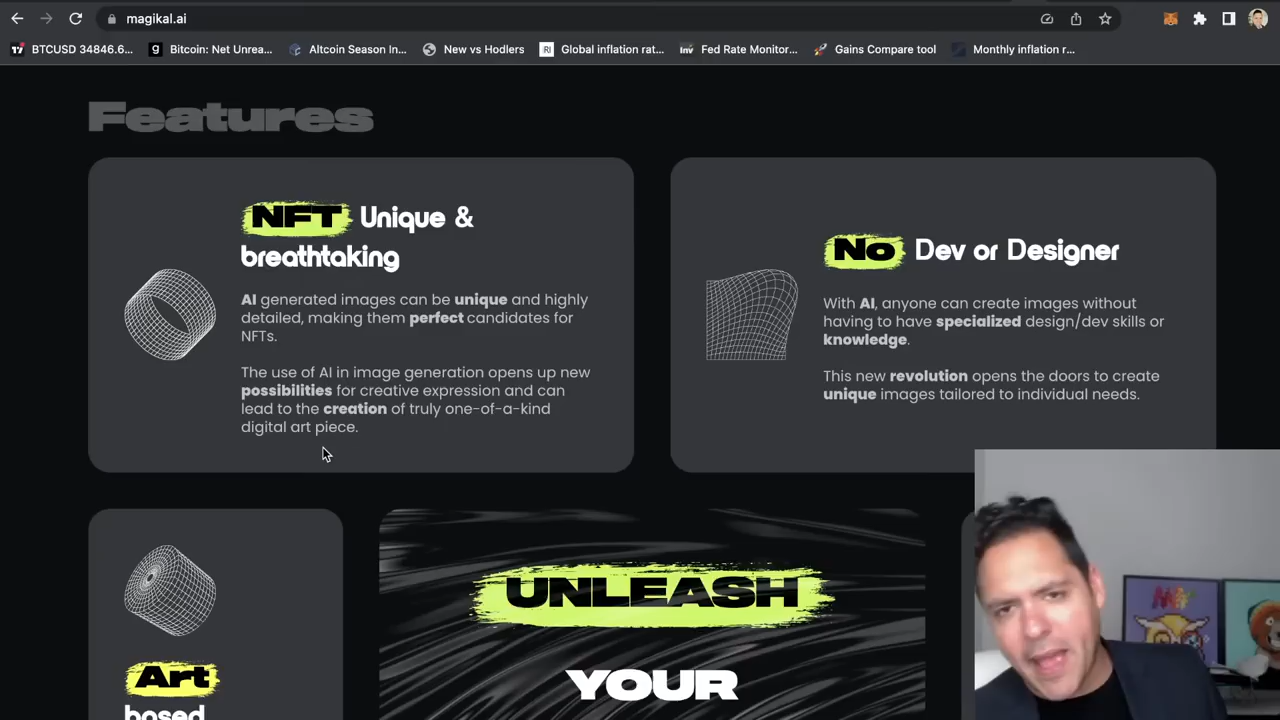 magikal.ai
BTCUSD 34846.6...
Bitcoin: Net Unrea...
Altcoin Season In...
New vs Hodlers
Global inflation rat...
Fed Rate Monitor...
Gains Compare tool
Monthly inflation r...
Features
NFT Unique &
breathtaking
AI generated images can be unique and highly
detailed, making them perfect candidates for
NFTs.
The use of AI in image generation opens up new
possibilities for creative expression and can
lead to the creation of truly one-of-a-kind
digital art piece.
No Dev or Designer
With AI, anyone can create images without
having to have specialized design/dev skills or
knowledge.
This new revolution opens the doors to create
unique images tailored to individual needs.
Art
based
UNLEASH
YOUR